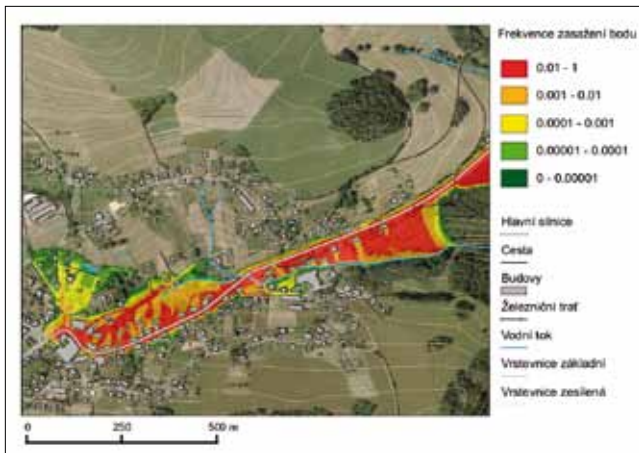 Frekvence zasažení bodu
0.01 - 1
0.001 - 0.01
0.0001 - 0.001
0.00001 - 0.0001
0 - 0.00001
Hlavní silnice
Cesta
Budovy
Železniční trať
Vodní tok
Vrstevnice základní
Vrstevnice zesílená
0 250 500 m